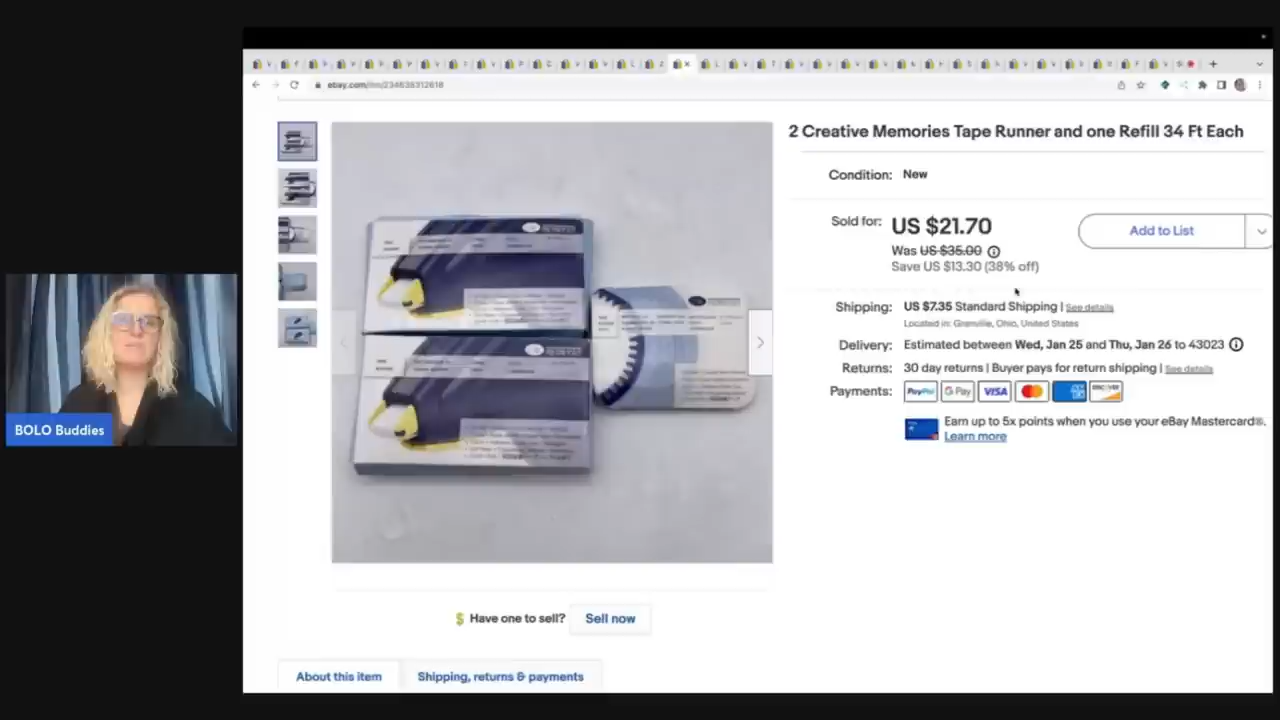 ebay.com/itm/234638312618
2 Creative Memories Tape Runner and one Refill 34 Ft Each
Condition: New
Sold for: US $21.70
Add to List
Was US $35.00
Save US $13.30 (38% off)
Shipping: US $7.35 Standard Shipping | See details
Located in: Granville, Ohio, United States
Delivery: Estimated between Wed, Jan 25 and Thu, Jan 26 to 43023
Returns: 30 day returns | Buyer pays for return shipping | See details
Payments: PayPal G Pay VISA
DISCOVER
Earn up to 5x points when you use your eBay Mastercard®.
Learn more
BOLO Buddies
$ Have one to sell? Sell now
About this item
Shipping, returns & payments